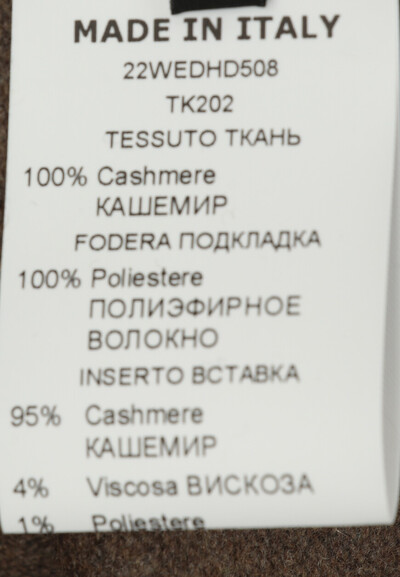 MADE IN ITALY
22WEDHD508
TK202
TESSUTO ТКАНЬ
100% Cashmere
КАШЕМИР
FODERA ПОДКЛАДКА
100% Poliestere
ПОЛИЭФИРНОЕ
ВОЛОКНО
INSERTO ВСТАВКА
95% Cashmere
КАШЕМИР
4% Viscosa ВИСКОЗА
1% Poliestere